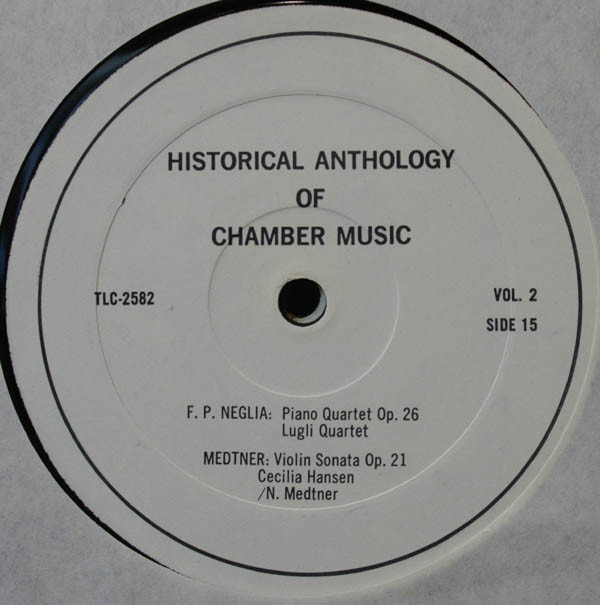 HISTORICAL ANTHOLOGY
OF
CHAMBER MUSIC
TLC-2582
VOL. 2
SIDE 15
F. P. NEGLIA: Piano Quartet Op. 26
Lugli Quartet
MEDTNER: Violin Sonata Op. 21
Cecilia Hansen
/N. Medtner